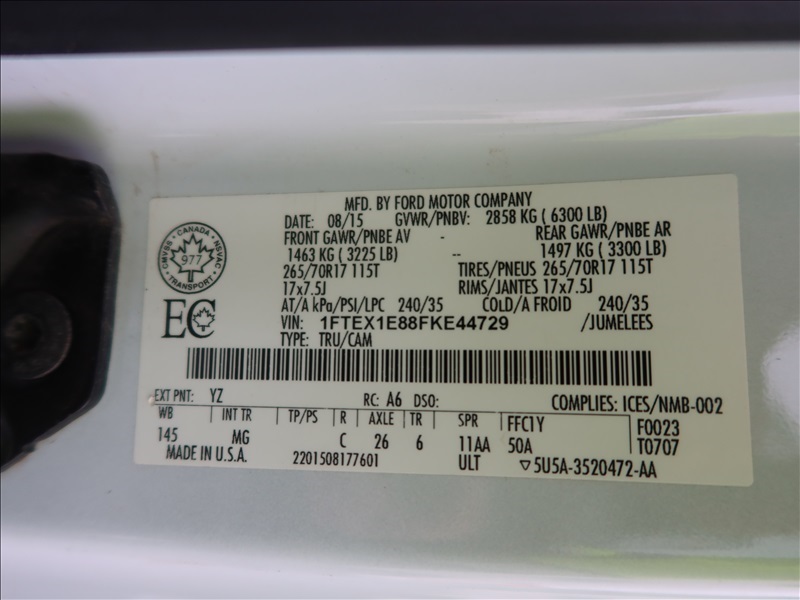 MFD. BY FORD MOTOR COMPANY
DATE: 08/15 GVWR/PNBV: 2858 KG ( 6300 LB)
FRONT GAWR/PNBE AV - REAR GAWR/PNBE AR
1463 KG ( 3225 LB) -- 1497 KG ( 3300 LB)
265/70R17 115T TIRES/PNEUS 265/70R17 115T
17x7.5J RIMS/JANTES 17x7.5J
AT/A kPa/PSI/LPC 240/35 COLD/A FROID 240/35
VIN: 1FTEX1E88FKE44729 /JUMELEES
TYPE: TRU/CAM
CANADA
CMVSS NSVAC
977
TRANSPORT
EC
EXT PNT: YZ RC: A6 DSO: COMPLIES: ICES/NMB-002
WB INT TR TP/PS R AXLE TR SPR FFC1Y F0023
145 MG C 26 6 11AA 50A T0707
MADE IN U.S.A. 2201508177601 ULT ▽5U5A-3520472-AA